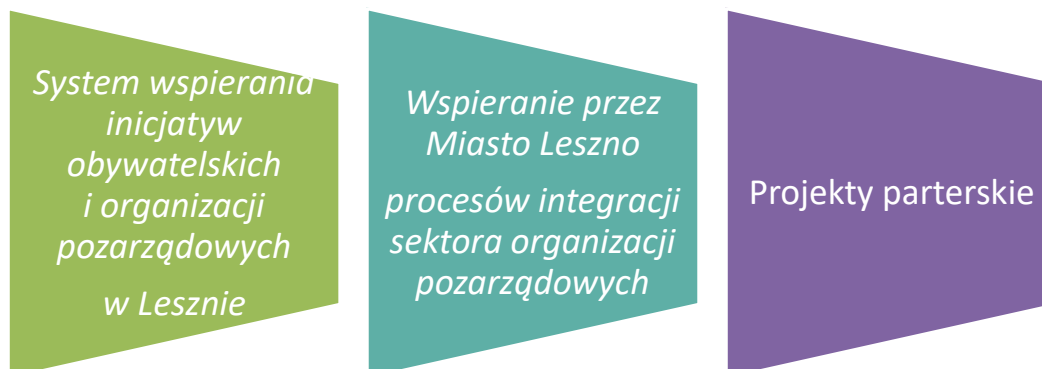 System wspierania
inicjatyw
obywatelskich
i organizacji
pozarządowych
w Lesznie
Wspieranie przez
Miasto Leszno
procesów integracji
sektora organizacji
pozarządowych
Projekty parterskie